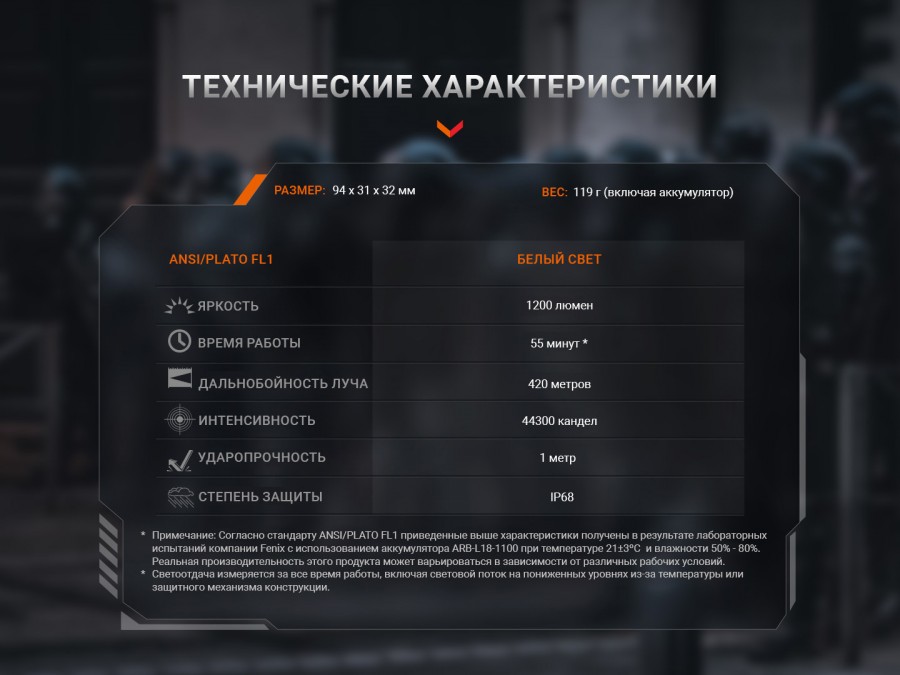 ТЕХНИЧЕСКИЕ ХАРАКТЕРИСТИКИ
РАЗМЕР: 94 x 31 x 32 мм
ВЕС: 119 г (включая аккумулятор)
ANSI/PLATO FL1 БЕЛЫЙ СВЕТ
ЯРКОСТЬ 1200 люмен
ВРЕМЯ РАБОТЫ 55 минут *
ДАЛЬНОБОЙНОСТЬ ЛУЧА 420 метров
ИНТЕНСИВНОСТЬ 44300 кандел
УДАРОПРОЧНОСТЬ 1 метр
СТЕПЕНЬ ЗАЩИТЫ IP68
* Примечание: Согласно стандарту ANSI/PLATO FL1 приведенные выше характеристики получены в результате лабораторных
испытаний компании Fenix с использованием аккумулятора ARB-L18-1100 при температуре 21±3ºC и влажности 50% - 80%.
Реальная производительность этого продукта может варьироваться в зависимости от различных рабочих условий.
* Светоотдача измеряется за все время работы, включая световой поток на пониженных уровнях из-за температуры или
защитного механизма конструкции.